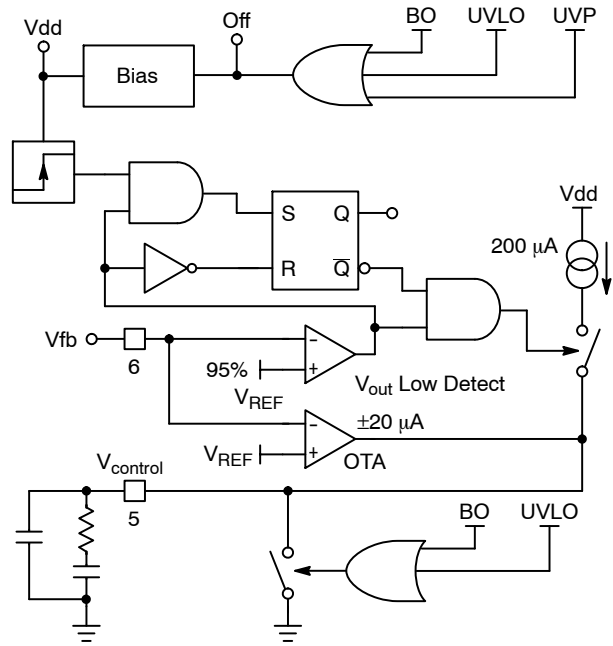 Vdd
Off
BO
UVLO
UVP
Bias
S
Q
R
Q̅
Vdd
200 μA
Vfb
6
-
+
95%
VREF
Vout Low Detect
-
+
±20 μA
VREF
OTA
Vcontrol
5
BO
UVLO